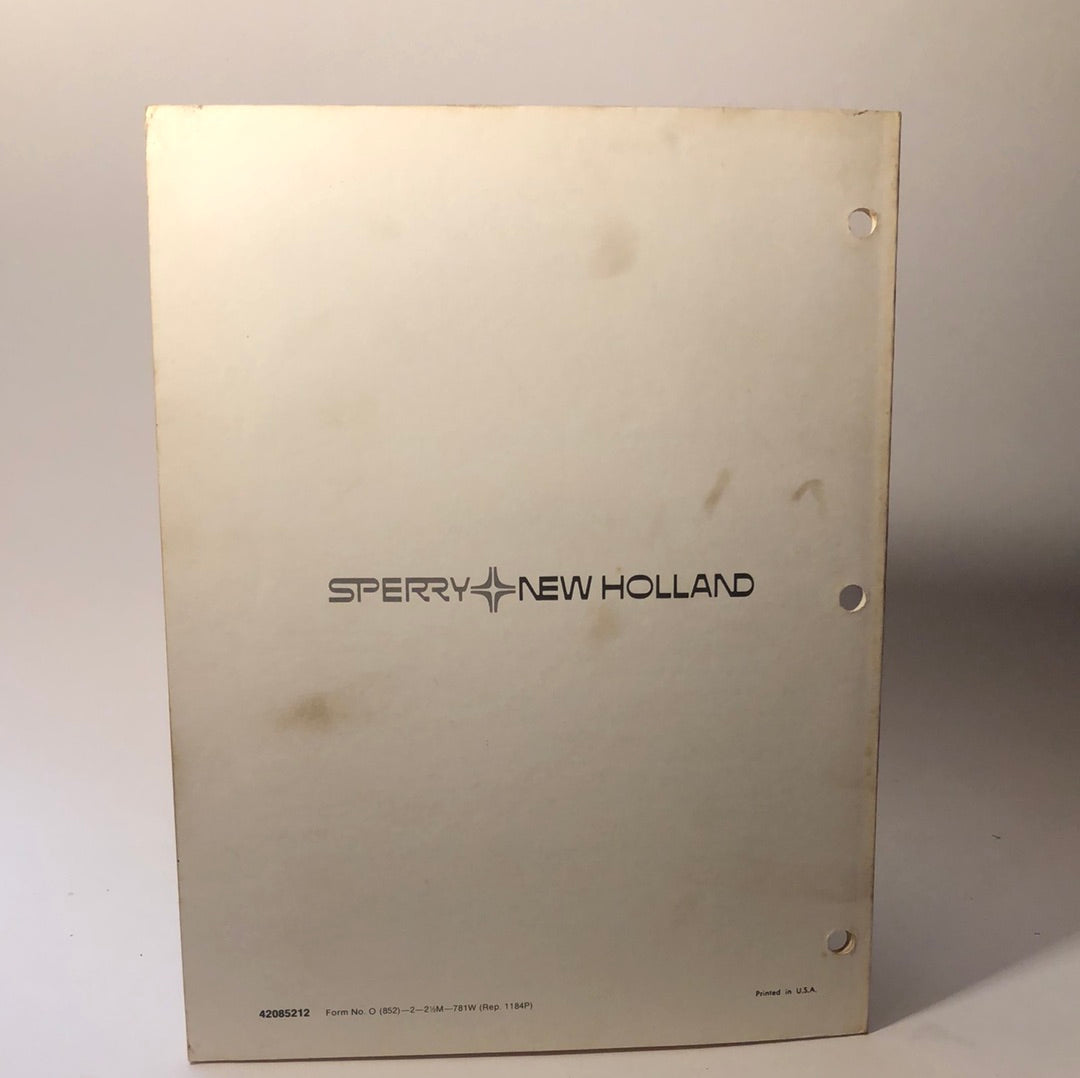 SPERRY NEW HOLLAND
Printed in U.S.A.
42085212 Form No. O (852)—2—2½M—781W (Rep. 1184P)